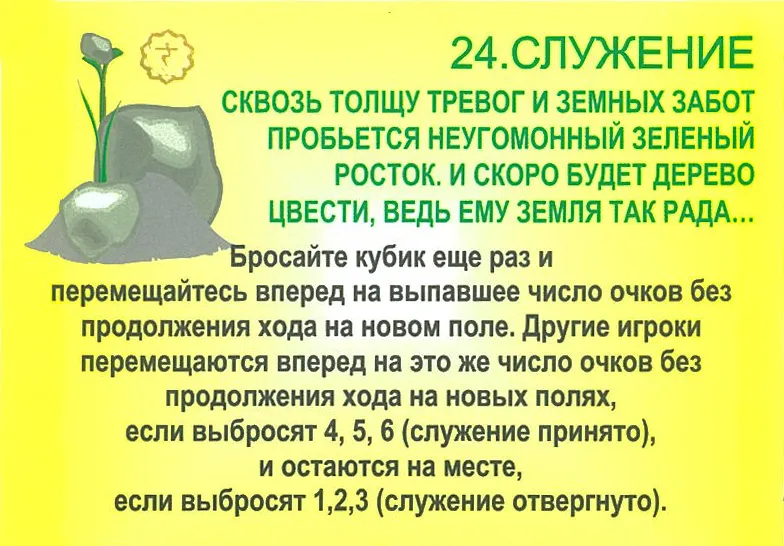 24.СЛУЖЕНИЕ
СКВОЗЬ ТОЛЩУ ТРЕВОГ И ЗЕМНЫХ ЗАБОТ
ПРОБЬЕТСЯ НЕУГОМОННЫЙ ЗЕЛЕНЫЙ
РОСТОК. И СКОРО БУДЕТ ДЕРЕВО
ЦВЕСТИ, ВЕДЬ ЕМУ ЗЕМЛЯ ТАК РАДА...
Бросайте кубик еще раз и
перемещайтесь вперед на выпавшее число очков без
продолжения хода на новом поле. Другие игроки
перемещаются вперед на это же число очков без
продолжения хода на новых полях,
если выбросят 4, 5, 6 (служение принято),
и остаются на месте,
если выбросят 1,2,3 (служение отвергнуто).